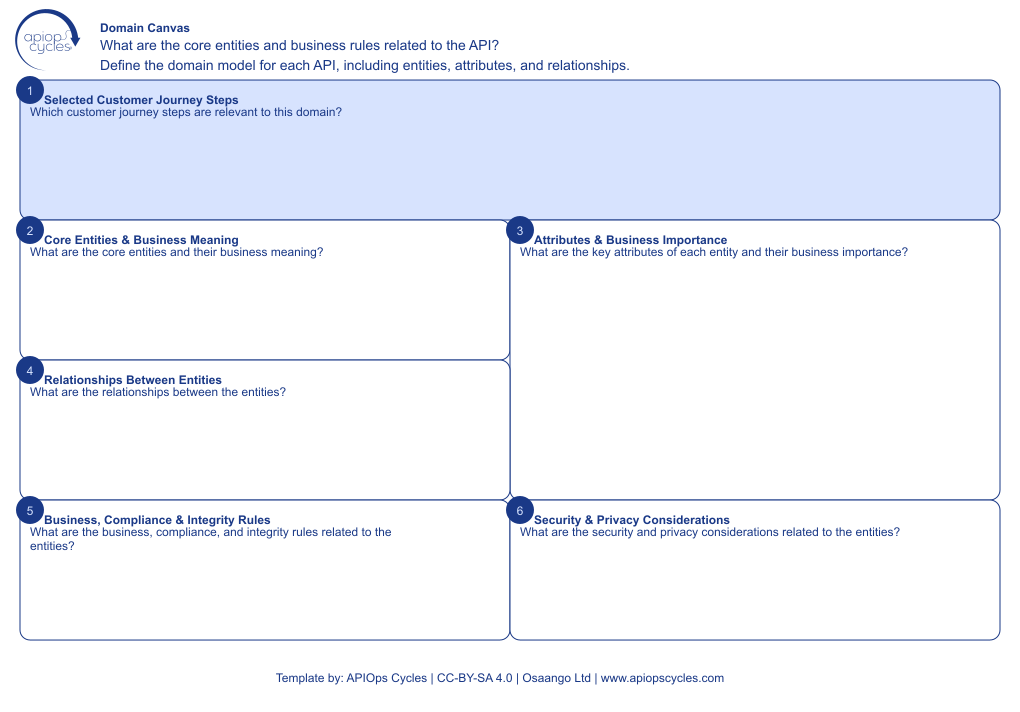 apiop
cycles
Domain Canvas
What are the core entities and business rules related to the API?
Define the domain model for each API, including entities, attributes, and relationships.
1
Selected Customer Journey Steps
Which customer journey steps are relevant to this domain?
2
Core Entities & Business Meaning
What are the core entities and their business meaning?
3
Attributes & Business Importance
What are the key attributes of each entity and their business importance?
4
Relationships Between Entities
What are the relationships between the entities?
5
Business, Compliance & Integrity Rules
What are the business, compliance, and integrity rules related to the
entities?
6
Security & Privacy Considerations
What are the security and privacy considerations related to the entities?
Template by: APIOps Cycles | CC-BY-SA 4.0 | Osaango Ltd | www.apiopscycles.com